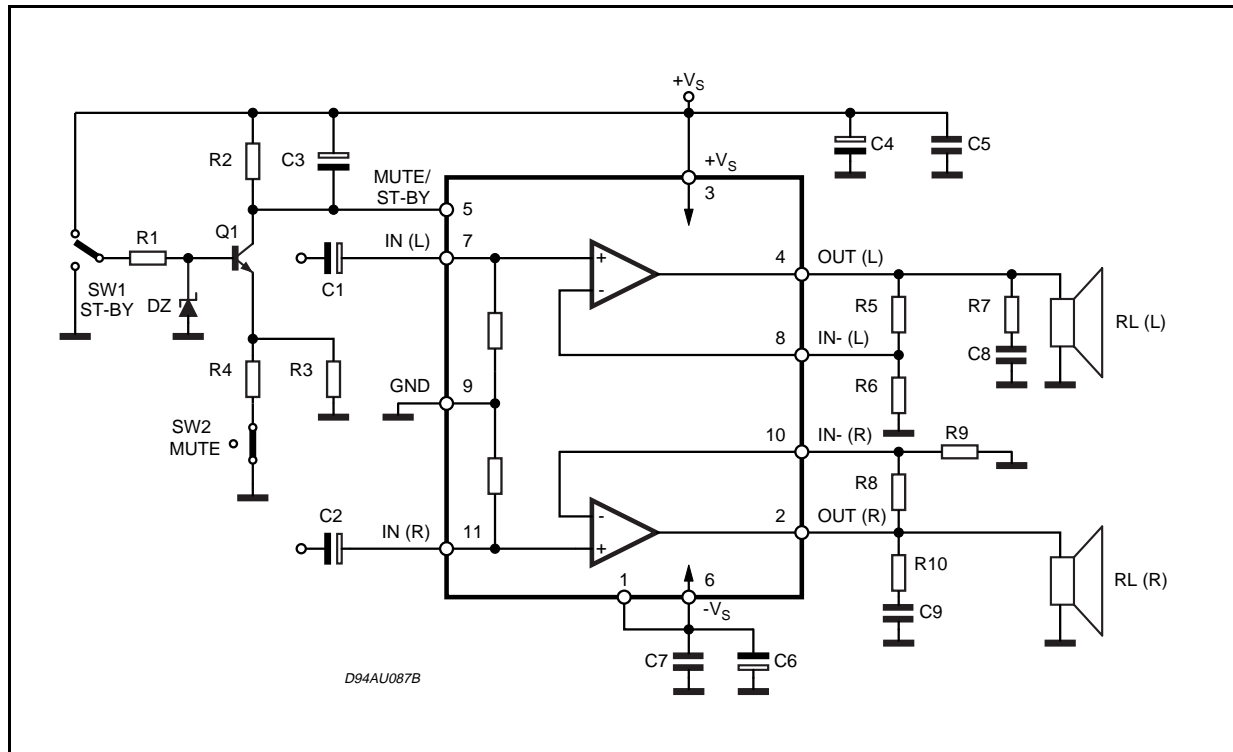 +VS
R2
C3
C4
C5
MUTE/
ST-BY
+VS
3
5
R1
Q1
IN (L)
7
C1
4
OUT (L)
SW1
ST-BY
DZ
+
-
R5
R7
RL (L)
8
IN- (L)
C8
R4
R3
GND
9
R6
SW2
MUTE
10
IN- (R)
R9
R8
C2
IN (R)
11
-
+
2
OUT (R)
R10
RL (R)
1
6
-VS
C9
C7
C6
D94AU087B